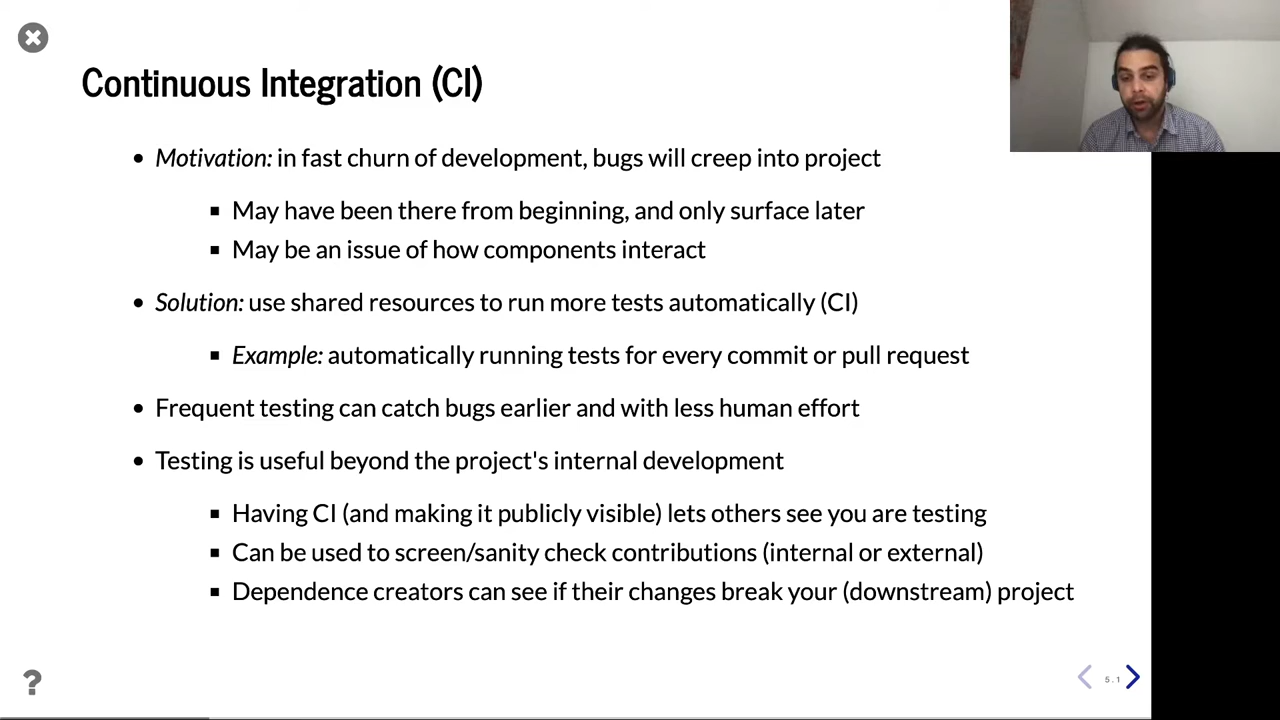 Continuous Integration (CI)
Motivation: in fast churn of development, bugs will creep into project
May have been there from beginning, and only surface later
May be an issue of how components interact
Solution: use shared resources to run more tests automatically (CI)
Example: automatically running tests for every commit or pull request
Frequent testing can catch bugs earlier and with less human effort
Testing is useful beyond the project's internal development
Having CI (and making it publicly visible) lets others see you are testing
Can be used to screen/sanity check contributions (internal or external)
Dependence creators can see if their changes break your (downstream) project
?
5.1